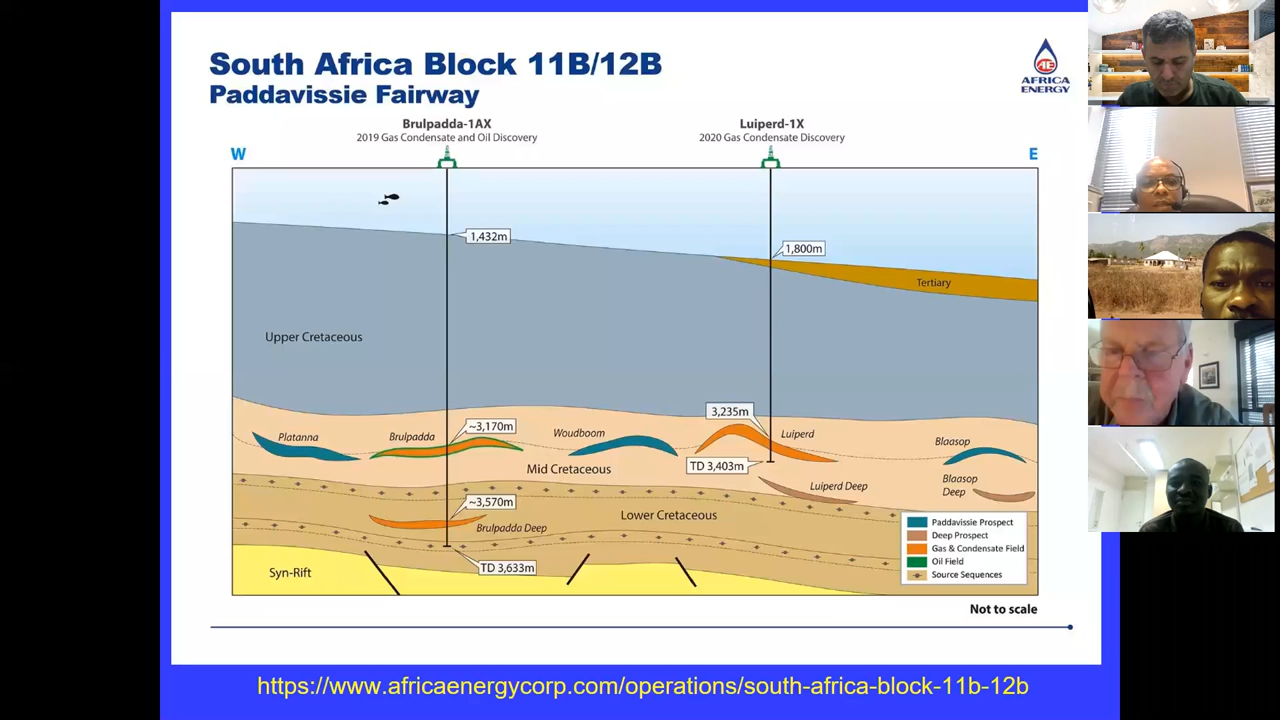 South Africa Block 11B/12B
Paddavissie Fairway
AE
AFRICA
ENERGY
Brulpadda-1AX
2019 Gas Condensate and Oil Discovery
Luiperd-1X
2020 Gas Condensate Discovery
W
E
1,432m
1,800m
Tertiary
Upper Cretaceous
3,235m
~3,170m
Platanna
Brulpadda
Woudboom
Luiperd
Blaasop
TD 3,403m
Mid Cretaceous
Luiperd Deep
Blaasop
Deep
~3,570m
Brulpadda Deep
Lower Cretaceous
TD 3,633m
Syn-Rift
Paddavissie Prospect
Deep Prospect
Gas & Condensate Field
Oil Field
Source Sequences
Not to scale
https://www.africaenergycorp.com/operations/south-africa-block-11b-12b